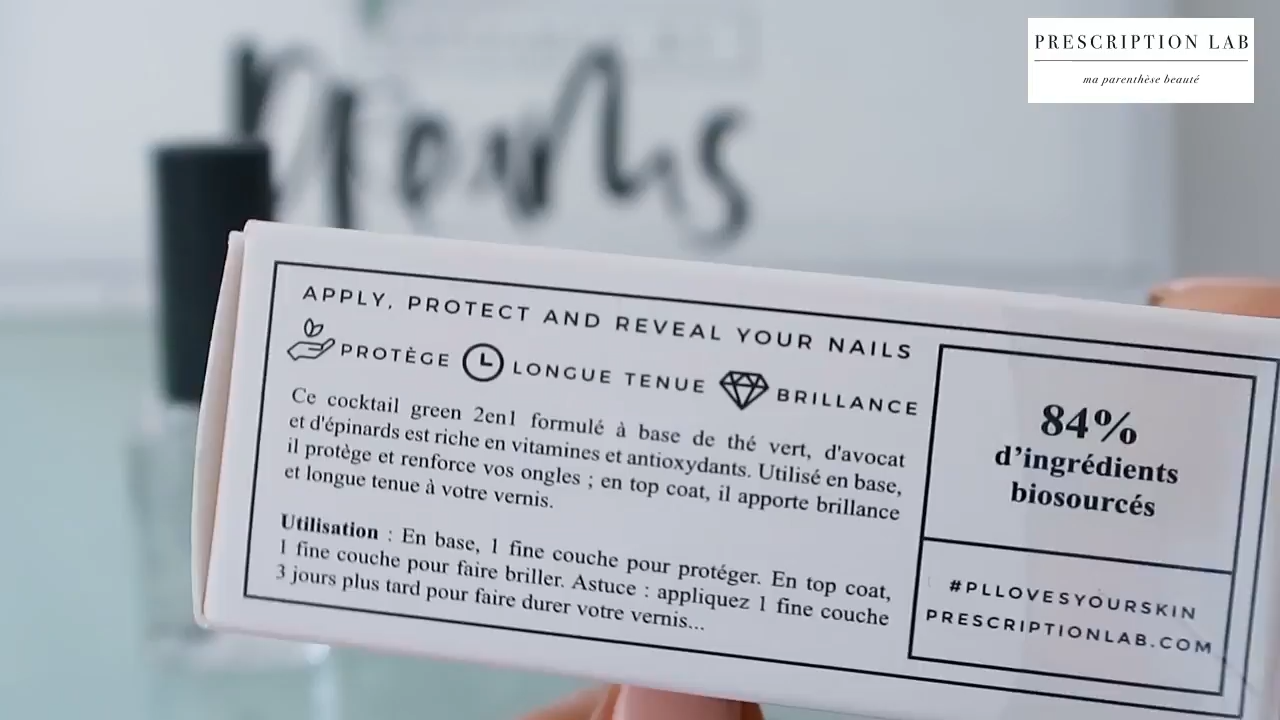 PRESCRIPTION LAB
ma parenthèse beauté
APPLY, PROTECT AND REVEAL YOUR NAILS
PROTÈGE LONGUE TENUE BRILLANCE
Ce cocktail green 2en1 formulé à base de thé vert, d'avocat
et d'épinards est riche en vitamines et antioxydants. Utilisé en base,
il protège et renforce vos ongles ; en top coat, il apporte brillance
et longue tenue à votre vernis.
Utilisation : En base, 1 fine couche pour protéger. En top coat,
1 fine couche pour faire briller. Astuce : appliquez 1 fine couche
3 jours plus tard pour faire durer votre vernis...
84%
d'ingrédients
biosourcés
#PLLOVESYOURSKIN
PRESCRIPTIONLAB.COM